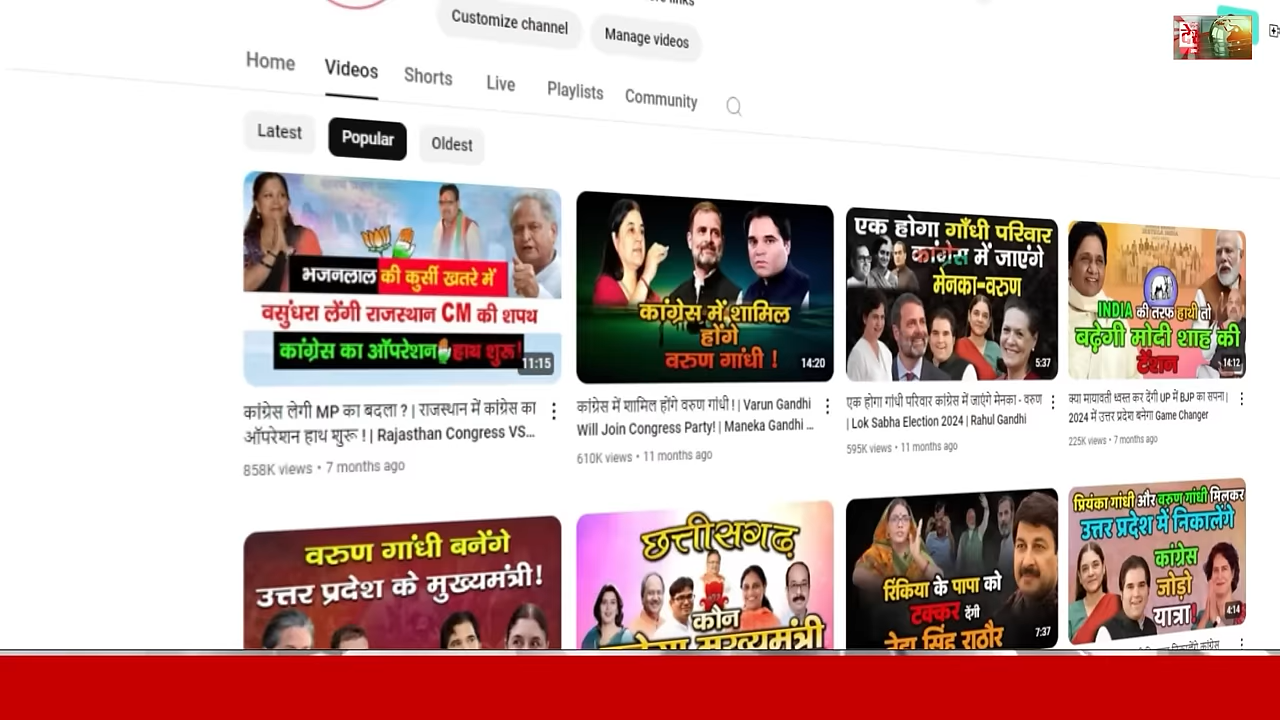 Customize channel
Manage videos
Home
Videos
Shorts
Live
Playlists
Community
Latest
Popular
Oldest
भजनलाल की कुर्सी खतरे में
वसुंधरा लेंगी राजस्थान CM की शपथ
कांग्रेस का ऑपरेशन हाथ शुरू!
11:15
कांग्रेस लेगी MP का बदला ? | राजस्थान में कांग्रेस का
ऑपरेशन हाथ शुरू ! | Rajasthan Congress VS...
858K views • 7 months ago
कांग्रेस में शामिल
होंगे
वरुण गांधी !
14:20
कांग्रेस में शामिल होंगे वरुण गांधी ! | Varun Gandhi
Will Join Congress Party! | Maneka Gandhi ...
610K views • 11 months ago
एक होगा गाँधी परिवार
कांग्रेस में जाएंगे
मेनका-वरुण
5:37
एक होगा गांधी परिवार कांग्रेस में जाएंगे मेनका - वरुण
| Lok Sabha Election 2024 | Rahul Gandhi
595K views • 11 months ago
INDIA की तरफ हाथी तो
बढ़ेगी मोदी शाह की
टेंशन
14:12
क्या मायावती ध्वस्त कर देंगी UP में BJP का सपना |
2024 में उत्तर प्रदेश बनेगा Game Changer
225K views • 7 months ago
वरुण गांधी बनेंगे
उत्तर प्रदेश के मुख्यमंत्री!
छत्तीसगढ़
कौन
बनेगा मुख्यमंत्री
रिंकिया के पापा को
टक्कर देंगी
नेहा सिंह राठौर
7:37
प्रियंका गांधी और वरुण गांधी मिलकर
उत्तर प्रदेश में निकालेंगे
कांग्रेस
जोड़ो
यात्रा!
4:14